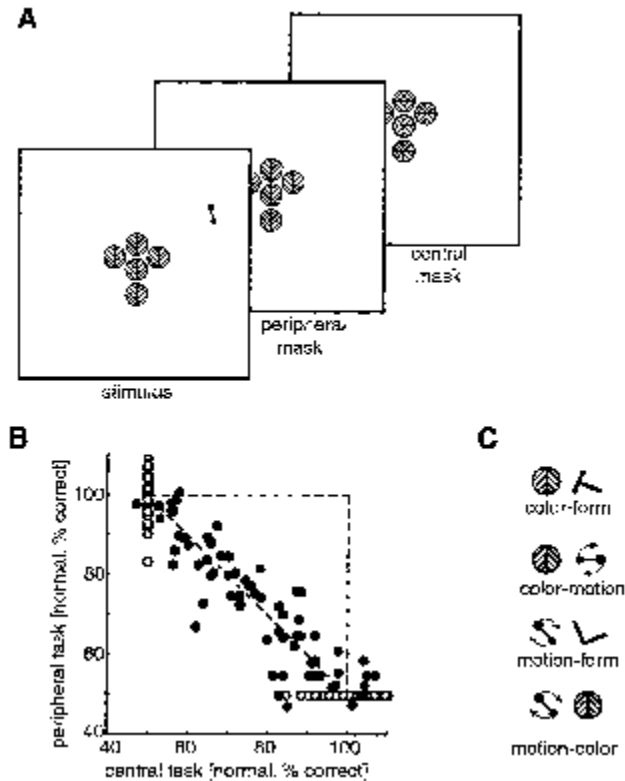 A
central
mask
peripheral
mask
stimulus
B
C
peripheral task [normal. % correct]
100
80
60
40
40
60
80
100
central task [normal. % correct]
color-form
color-motion
motion-form
motion-color